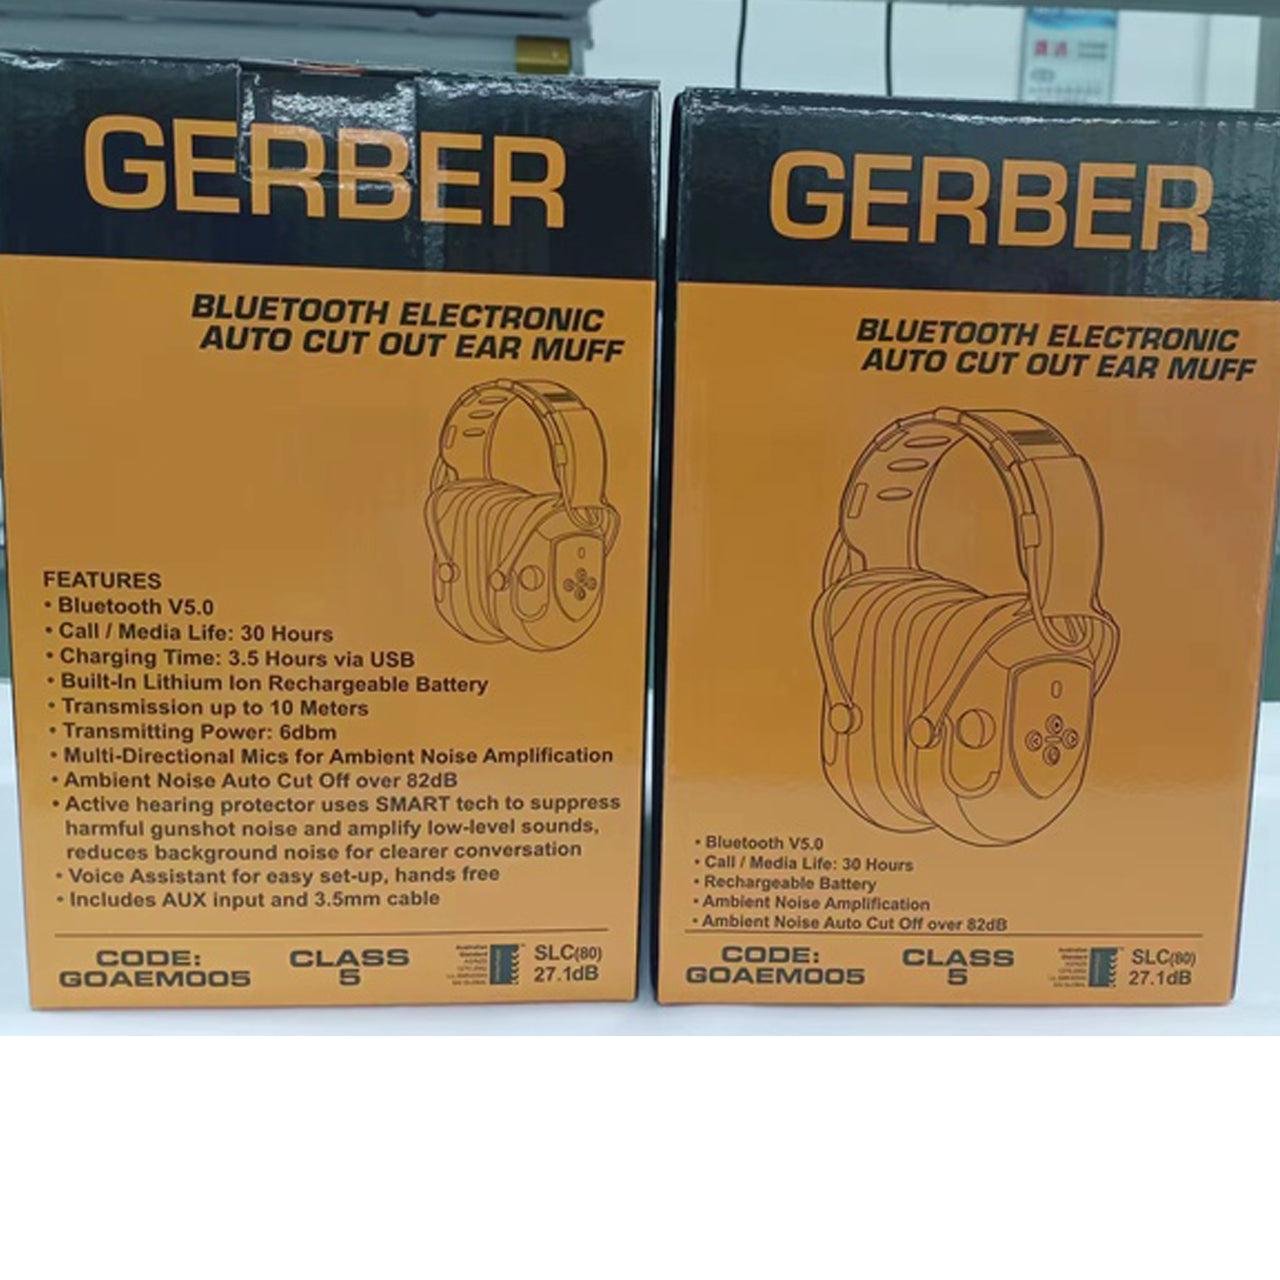 GERBER
BLUETOOTH ELECTRONIC
AUTO CUT OUT EAR MUFF
FEATURES
• Bluetooth V5.0
• Call / Media Life: 30 Hours
• Charging Time: 3.5 Hours via USB
• Built-In Lithium Ion Rechargeable Battery
• Transmission up to 10 Meters
• Transmitting Power: 6dbm
• Multi-Directional Mics for Ambient Noise Amplification
• Ambient Noise Auto Cut Off over 82dB
• Active hearing protector uses SMART tech to suppress
harmful gunshot noise and amplify low-level sounds,
reduces background noise for clearer conversation
• Voice Assistant for easy set-up, hands free
• Includes AUX input and 3.5mm cable
CODE:
GOAEM005
CLASS
5
Australian
Standard
SLC(80)
27.1dB
GERBER
BLUETOOTH ELECTRONIC
AUTO CUT OUT EAR MUFF
• Bluetooth V5.0
• Call / Media Life: 30 Hours
• Rechargeable Battery
• Ambient Noise Amplification
• Ambient Noise Auto Cut Off over 82dB
CODE:
GOAEM005
CLASS
5
SLC(80)
27.1dB